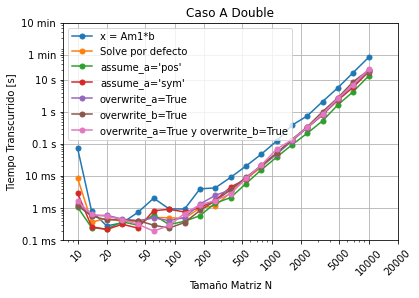 Caso A Double
Tiempo Transcurrido [s]
10 min
1 min
10 s
1 s
0.1 s
10 ms
1 ms
0.1 ms
x = Am1*b
Solve por defecto
assume_a='pos'
assume_a='sym'
overwrite_a=True
overwrite_b=True
overwrite_a=True y overwrite_b=True
10
20
50
100
200
500
1000
2000
5000
10000
20000
Tamaño Matriz N